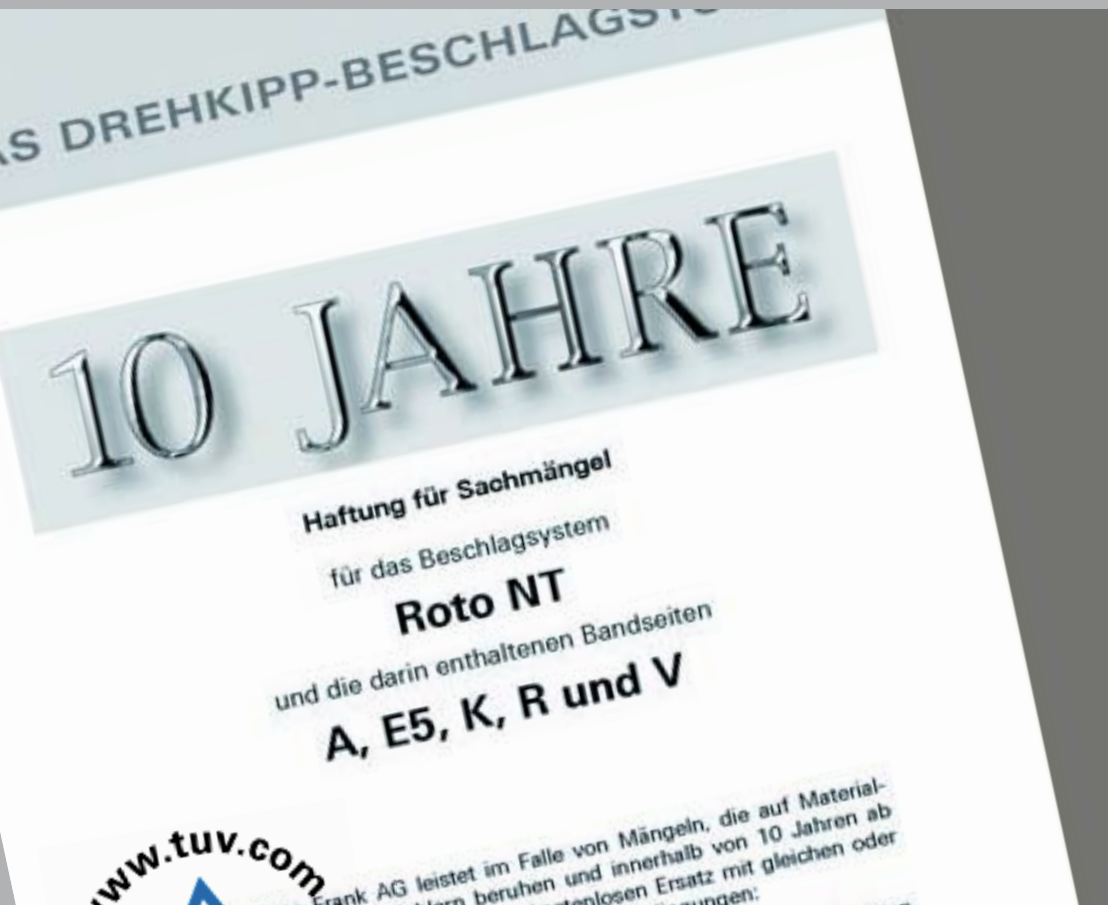 DAS DREHKIPP-BESCHLAGSYS
10 JAHRE
Haftung für Sachmängel
für das Beschlagsystem
Roto NT
und die darin enthaltenen Bandseiten
A, E5, K, R und V
www.tuv.com
Frank AG leistet im Falle von Mängeln, die auf Material-
beruhen und innerhalb von 10 Jahren ab
Ersatz mit gleichen oder